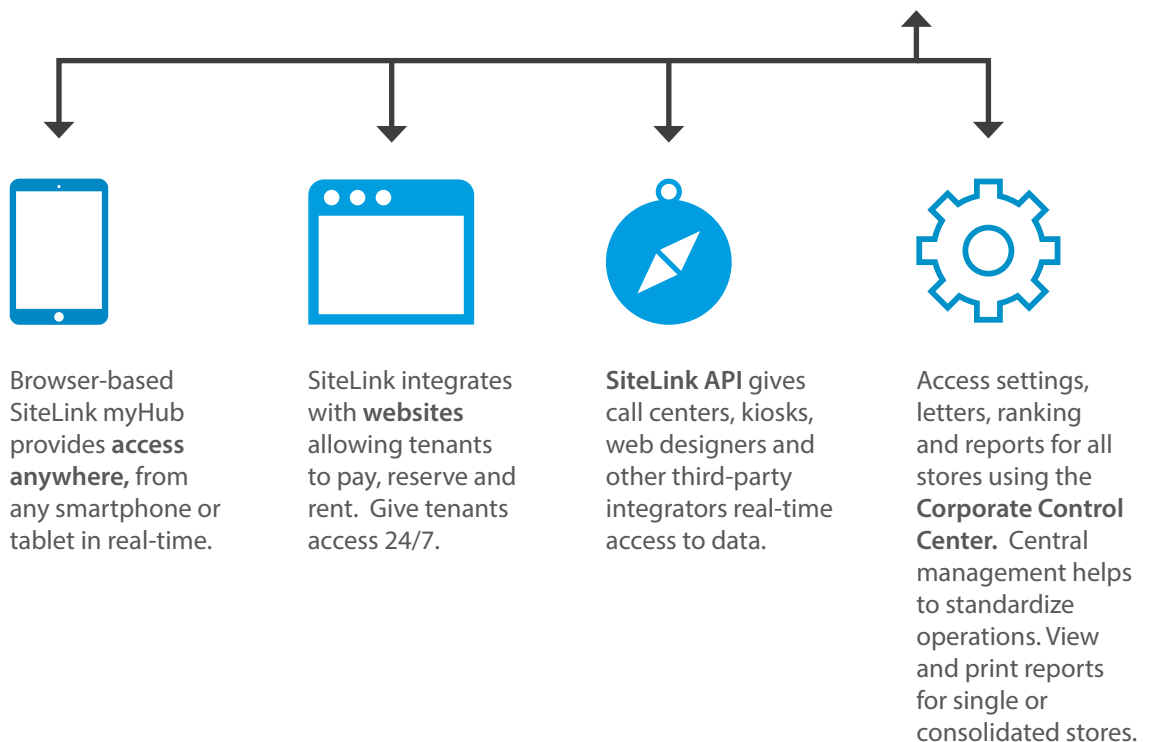 Browser-based
SiteLink myHub
provides access
anywhere, from
any smartphone or
tablet in real-time.
SiteLink integrates
with websites
allowing tenants
to pay, reserve and
rent.  Give tenants
access 24/7.
SiteLink API gives
call centers, kiosks,
web designers and
other third-party
integrators real-time
access to data.
Access settings,
letters, ranking
and reports for all
stores using the
Corporate Control
Center.  Central
management helps
to standardize
operations. View
and print reports
for single or
consolidated stores.